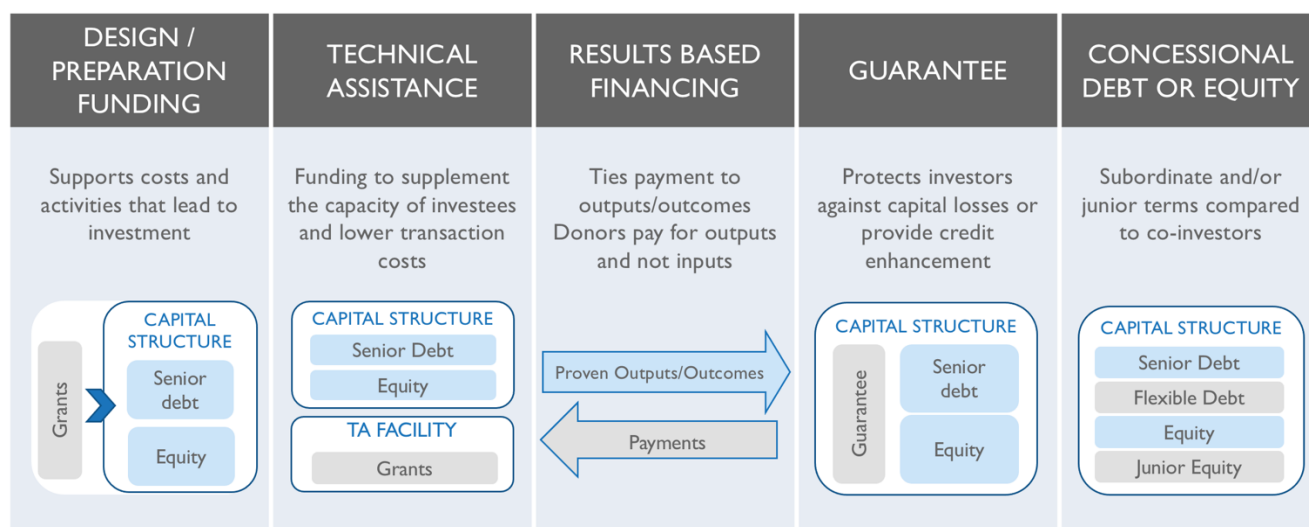 DESIGN /
PREPARATION
FUNDING
Supports costs and
activities that lead to
investment
Grants
CAPITAL
STRUCTURE
Senior
debt
Equity
TECHNICAL
ASSISTANCE
Funding to supplement
the capacity of investees
and lower transaction
costs
CAPITAL STRUCTURE
Senior Debt
Equity
TA FACILITY
Grants
RESULTS BASED
FINANCING
Ties payment to
outputs/outcomes
Donors pay for outputs
and not inputs
Proven Outputs/Outcomes
Payments
GUARANTEE
Protects investors
against capital losses or
provide credit
enhancement
CAPITAL STRUCTURE
Guarantee
Senior
debt
Equity
CONCESSIONAL
DEBT OR EQUITY
Subordinate and/or
junior terms compared
to co-investors
CAPITAL STRUCTURE
Senior Debt
Flexible Debt
Equity
Junior Equity